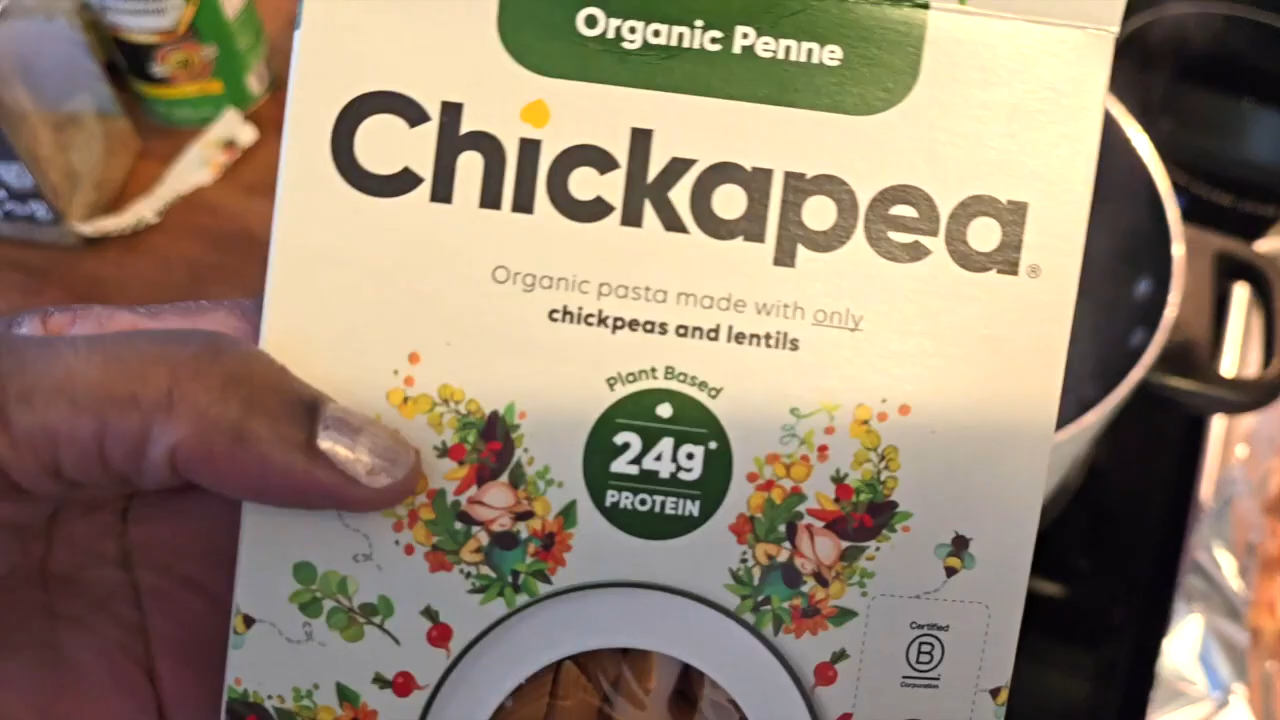 Organic Penne
Chickapea®
Organic pasta made with only
chickpeas and lentils
Plant Based
24g*
PROTEIN
Certified
B
Corporation